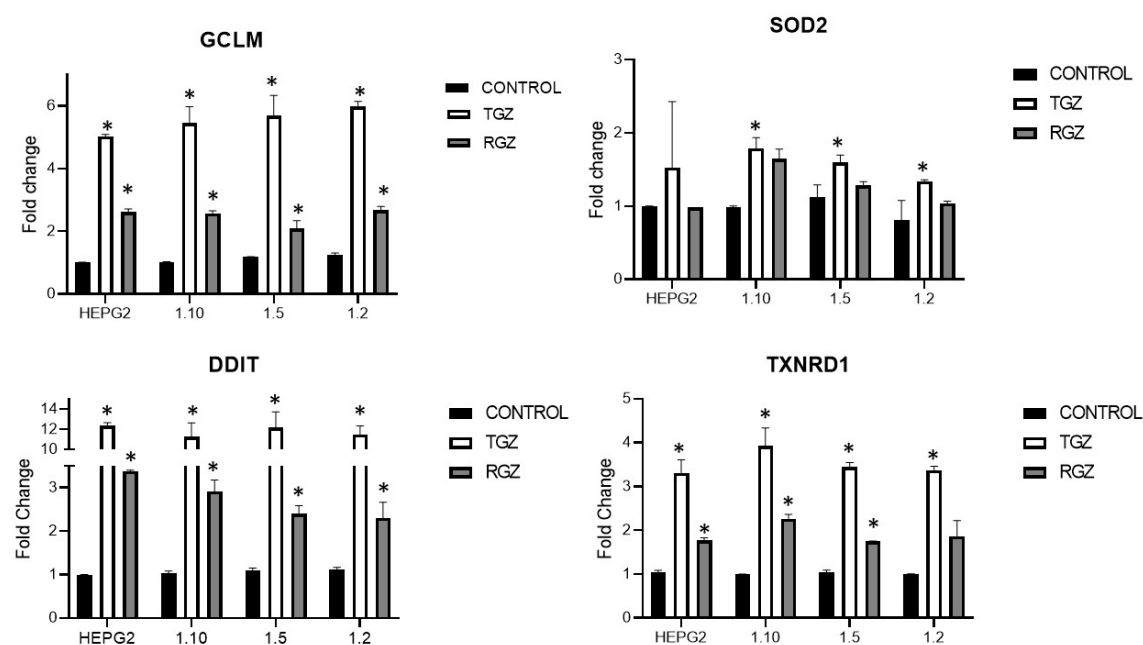 GCLM
Fold change
6
4
2
0
* * * *
* * * *
HEPG2 1.10 1.5 1.2
CONTROL
TGZ
RGZ
SOD2
Fold change
3
2
1
0
* * *
HEPG2 1.10 1.5 1.2
CONTROL
TGZ
RGZ
DDIT
Fold Change
14
12
10
3
2
1
0
* * * *
* * * *
HEPG2 1.10 1.5 1.2
CONTROL
TGZ
RGZ
TXNRD1
Fold Change
5
4
3
2
1
0
* * * *
* * *
HEPG2 1.10 1.5 1.2
CONTROL
TGZ
RGZ